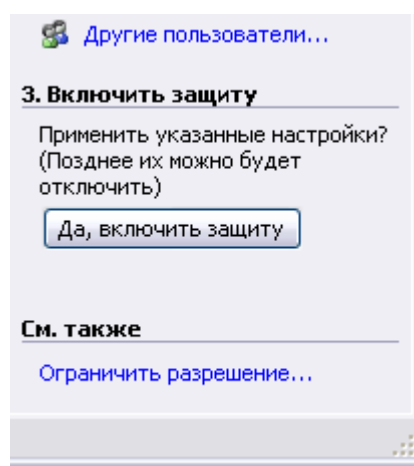 Другие пользователи...
3. Включить защиту
Применить указанные настройки?
(Позднее их можно будет
отключить)
Да, включить защиту
См. также
Ограничить разрешение...